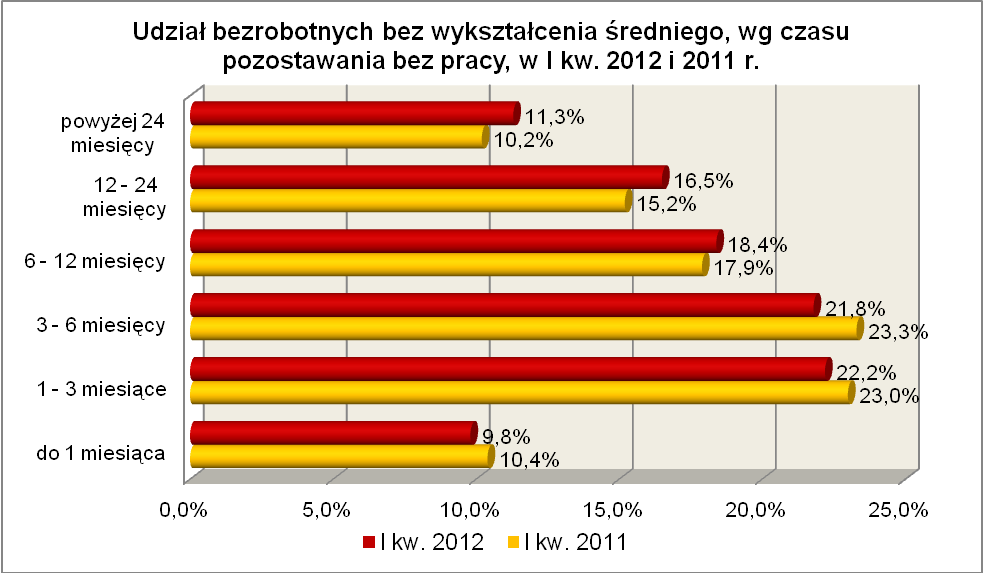 Udział bezrobotnych bez wykształcenia średniego, wg czasu
pozostawania bez pracy, w I kw. 2012 i 2011 r.
powyżej 24
miesięcy
11,3%
10,2%
12 - 24
miesięcy
16,5%
15,2%
6 - 12 miesięcy
18,4%
17,9%
3 - 6 miesięcy
21,8%
23,3%
1 - 3 miesiące
22,2%
23,0%
do 1 miesiąca
9,8%
10,4%
0,0% 5,0% 10,0% 15,0% 20,0% 25,0%
I kw. 2012 I kw. 2011